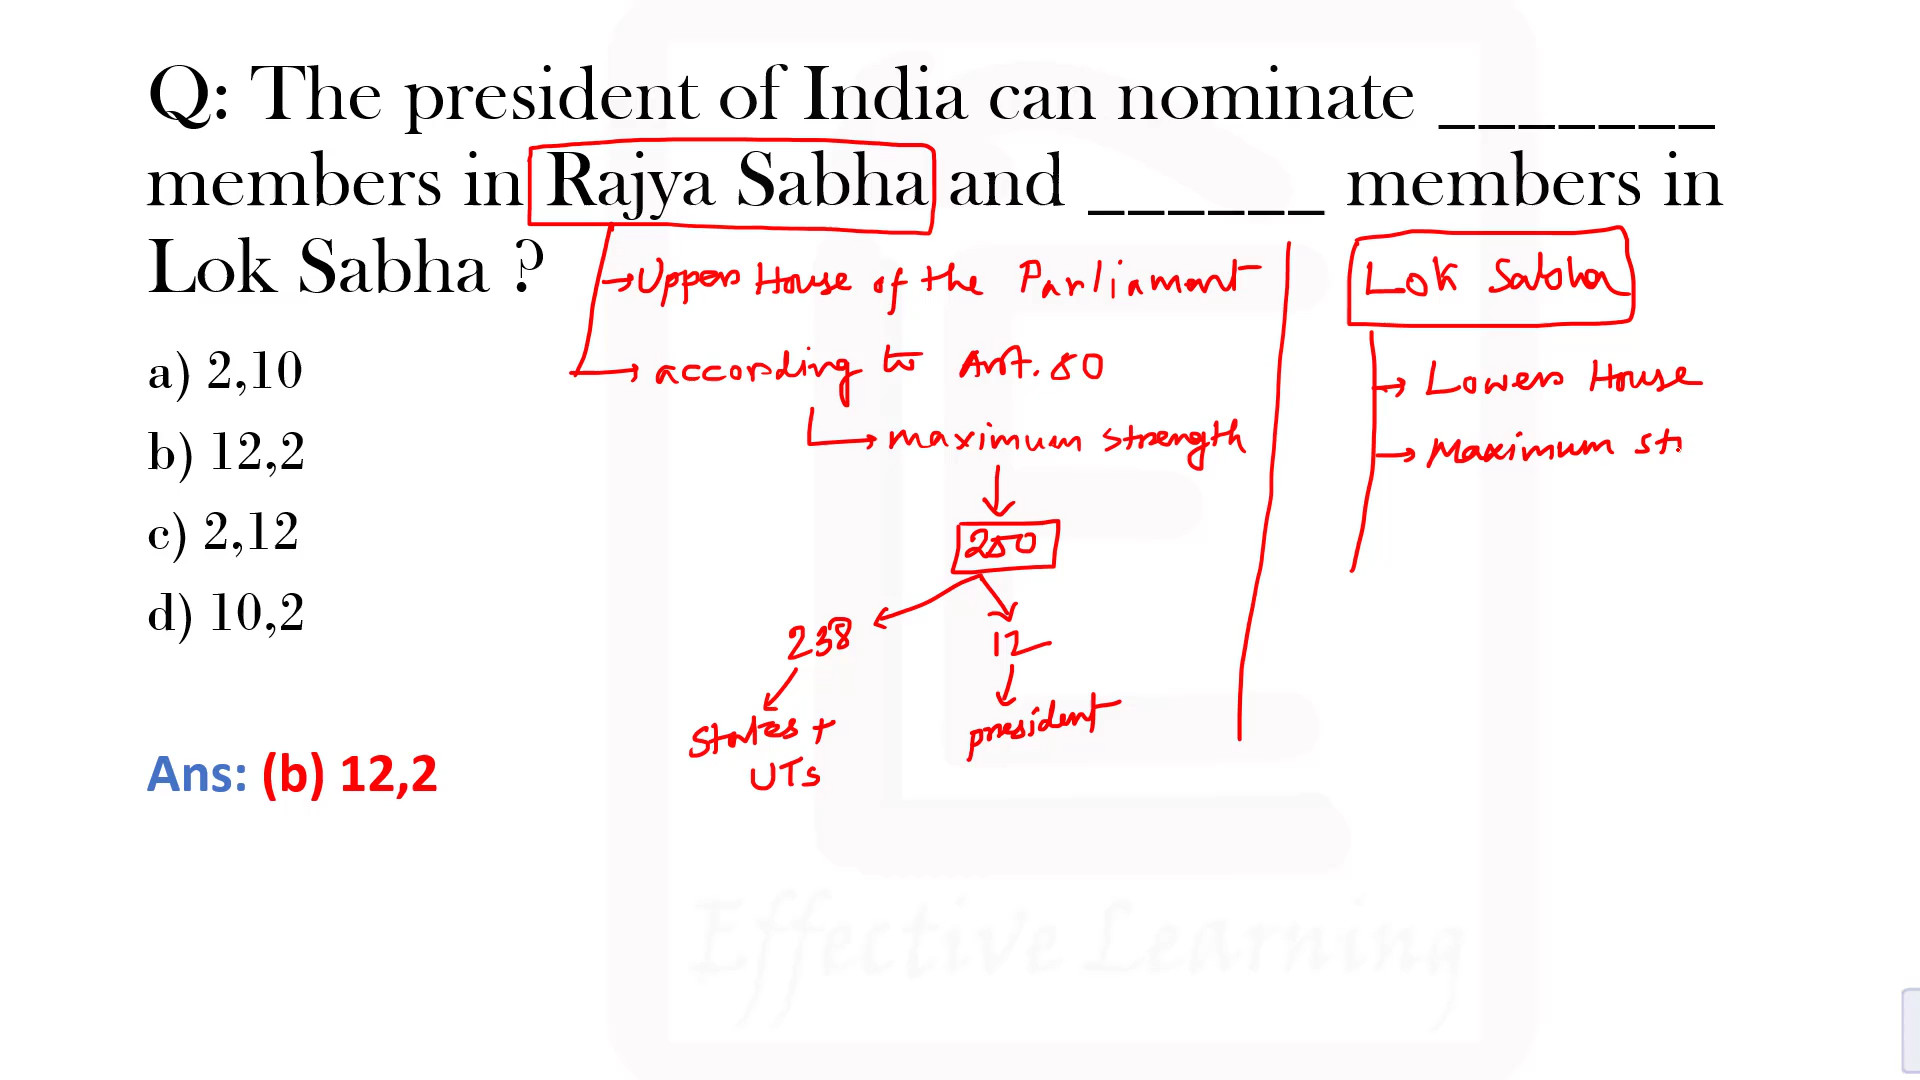 Q: The president of India can nominate _______
members in Rajya Sabha and ______ members in
Lok Sabha ?
a) 2,10
b) 12,2
c) 2,12
d) 10,2
Ans: (b) 12,2
→ Upper House of the Parliament
→ according to Art. 80
→ maximum strength
250
238
12
States +
UTs
president
Lok Sabha
→ Lower House
→ Maximum st
Effective Learning